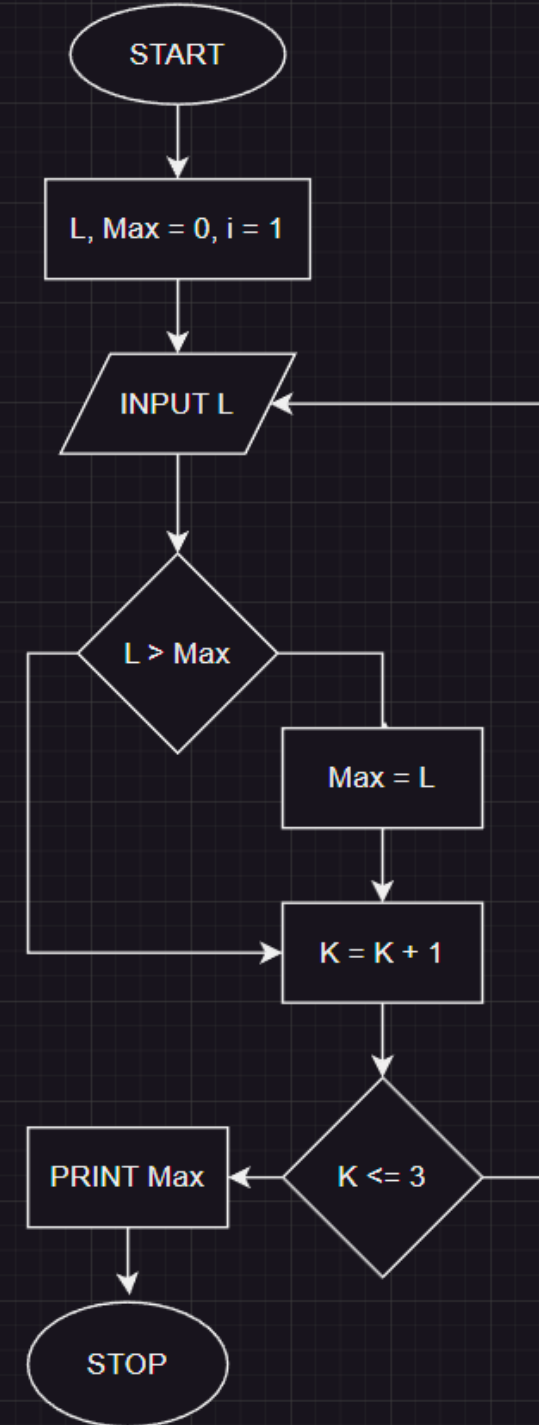 START
L, Max = 0, i = 1
INPUT L
L > Max
Max = L
K = K + 1
K <= 3
PRINT Max
STOP